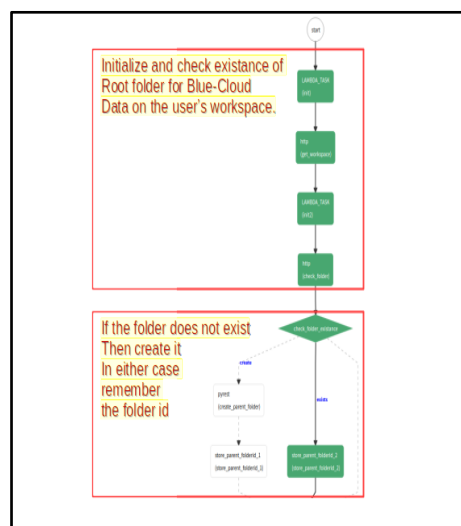 start
Initialize and check existance of
Root folder for Blue-Cloud
Data on the user's workspace.
LAMBDA_TASK
(init)
http
(get_workspace)
LAMBDA_TASK
(init2)
http
(check_folder)
check_folder_existance
If the folder does not exist
Then create it
In either case
remember
the folder id
create
exists
pyrest
(create_parent_folder)
store_parent_folderid_1
(store_parent_folderid_1)
store_parent_folderid_2
(store_parent_folderid_2)